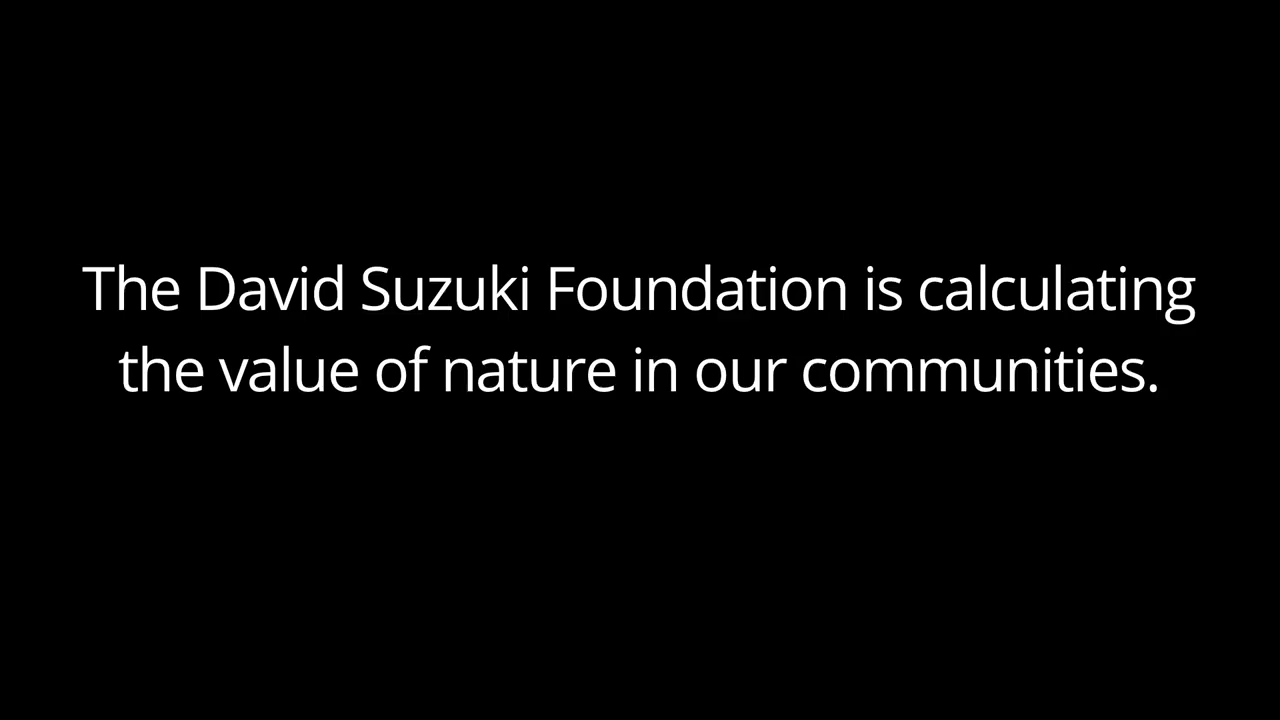 The David Suzuki Foundation is calculating
the value of nature in our communities.